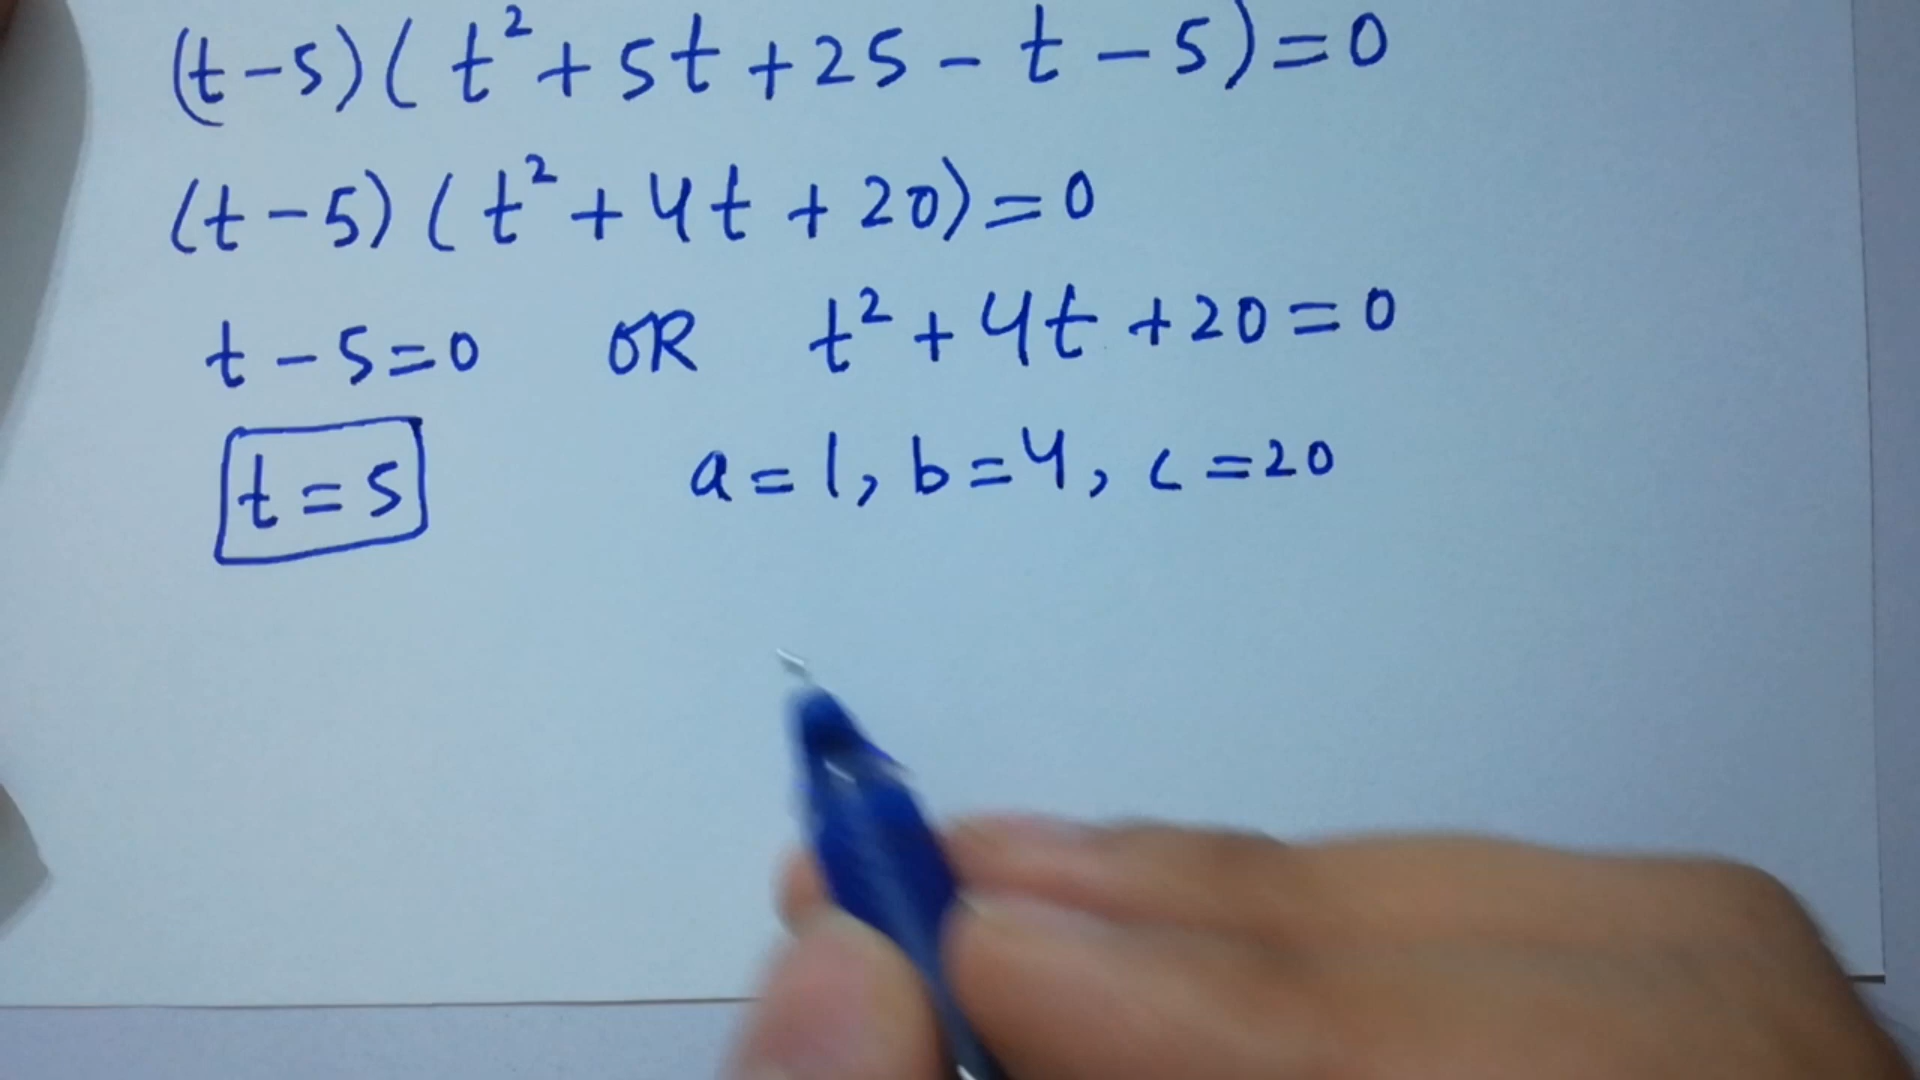 (t-5)(t²+5t+25-t-5)=0
(t-5)(t²+4t+20)=0
t-5=0 OR t²+4t+20=0
t=5 a=1, b=4, c=20